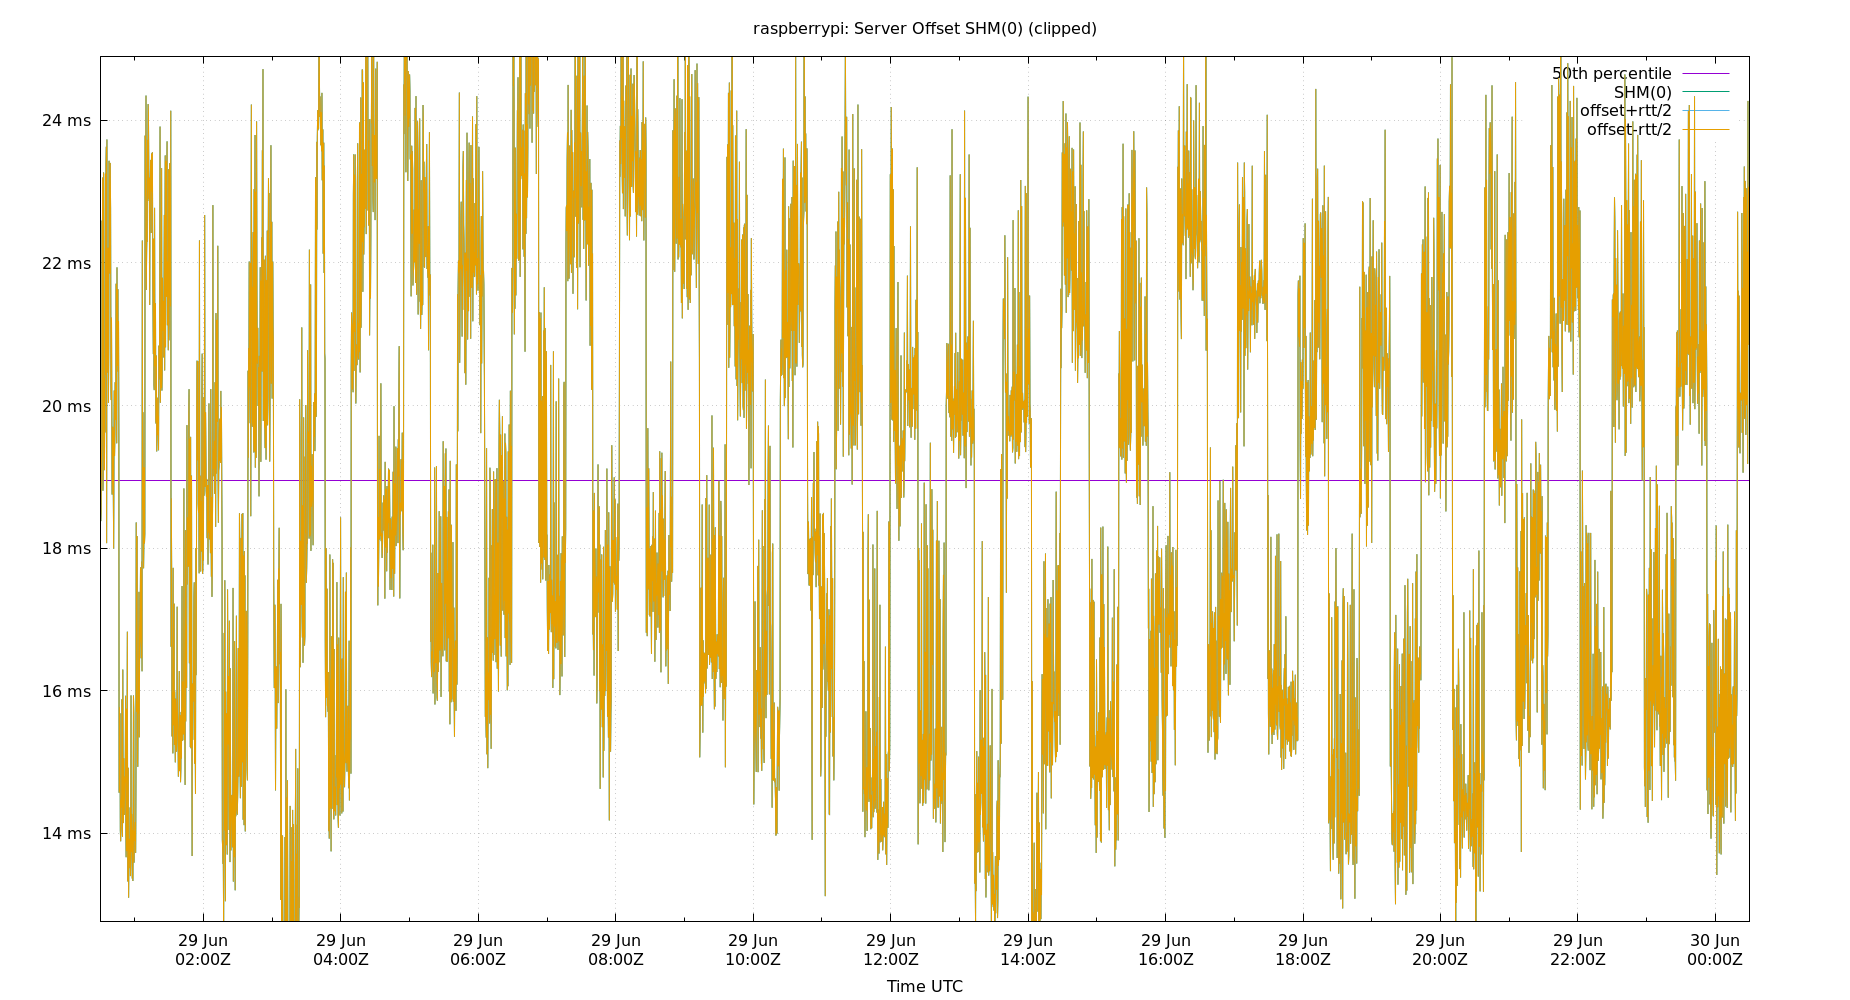 raspberrypi: Server Offset SHM(0) (clipped)
50th percentile
SHM(0)
offset+rtt/2
offset-rtt/2
24 ms
22 ms
20 ms
18 ms
16 ms
14 ms
29 Jun 29 Jun 29 Jun 29 Jun 29 Jun 29 Jun 29 Jun 29 Jun 29 Jun 29 Jun 29 Jun 30 Jun
02:00Z 04:00Z 06:00Z 08:00Z 10:00Z 12:00Z 14:00Z 16:00Z 18:00Z 20:00Z 22:00Z 00:00Z
Time UTC